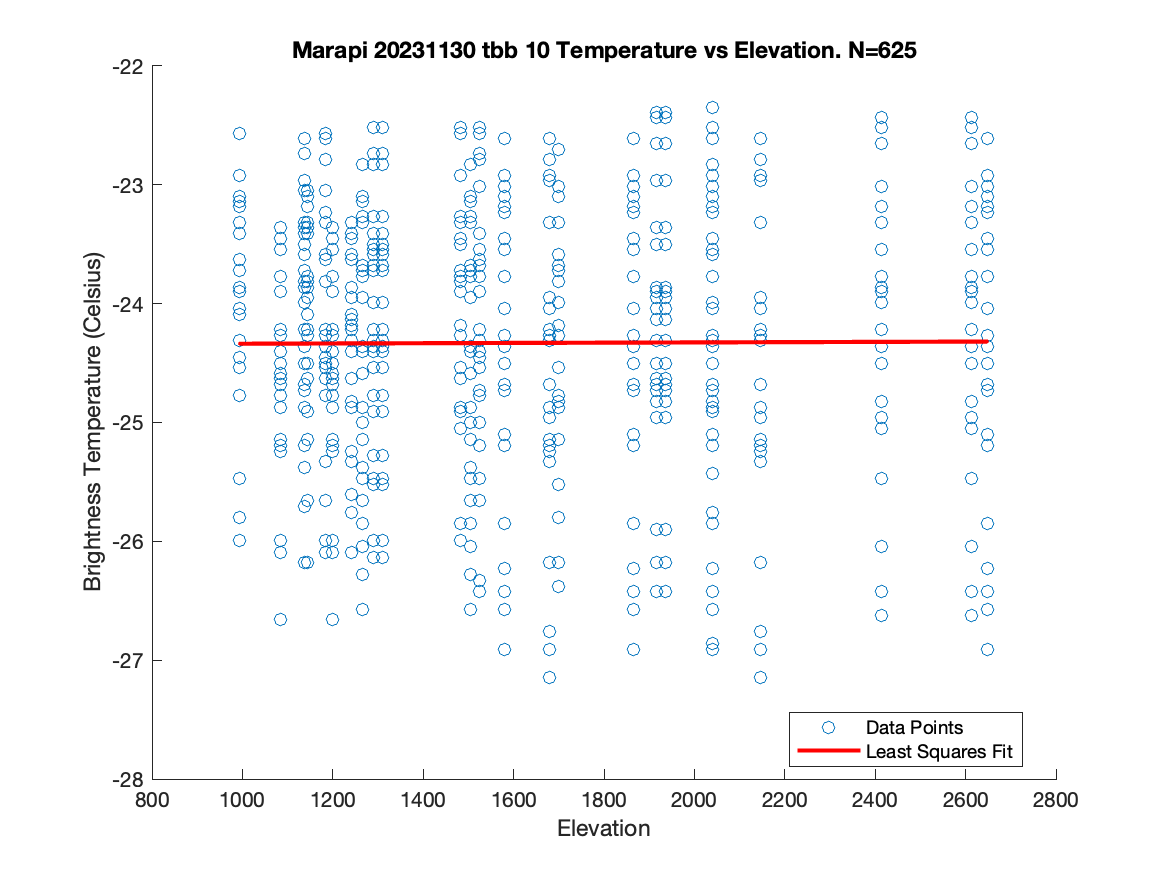 Marapi 20231130 tbb 10 Temperature vs Elevation. N=625
-22
-23
-24
-25
-26
-27
-28
Brightness Temperature (Celsius)
Data Points
Least Squares Fit
800 1000 1200 1400 1600 1800 2000 2200 2400 2600 2800
Elevation